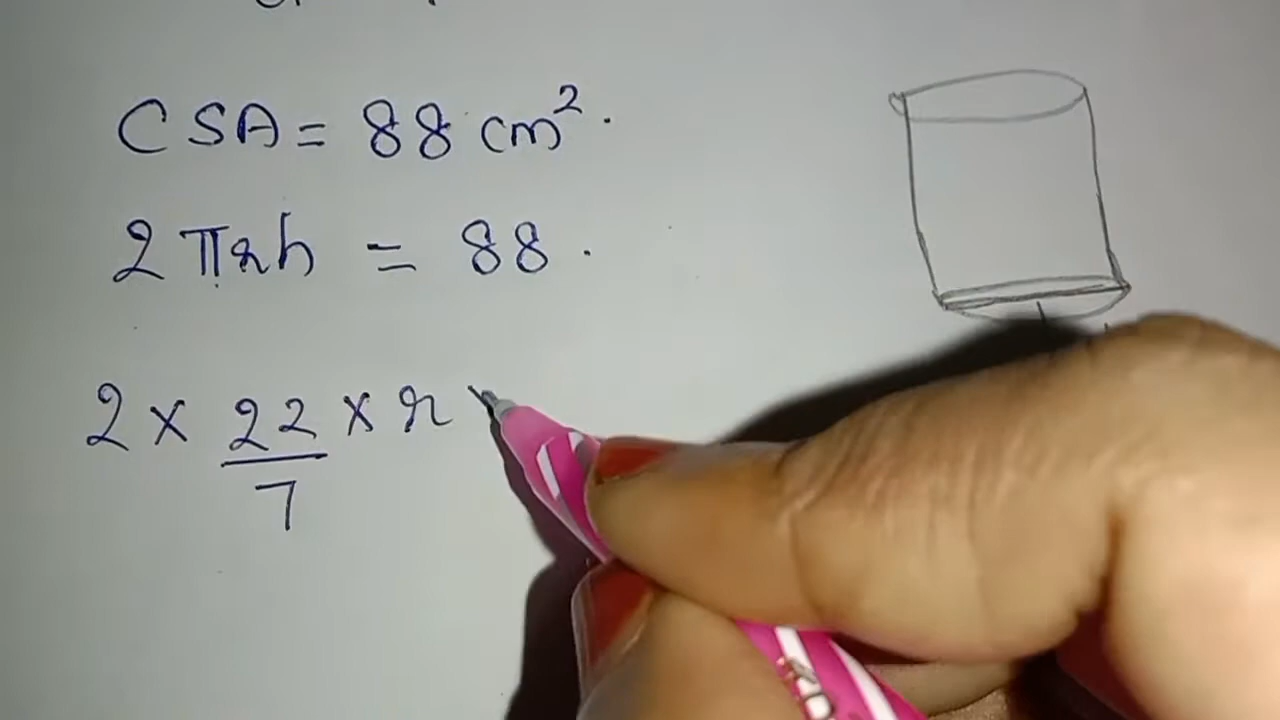 CSA = 88 cm².
2πrh = 88.
2 × 22/7 × r